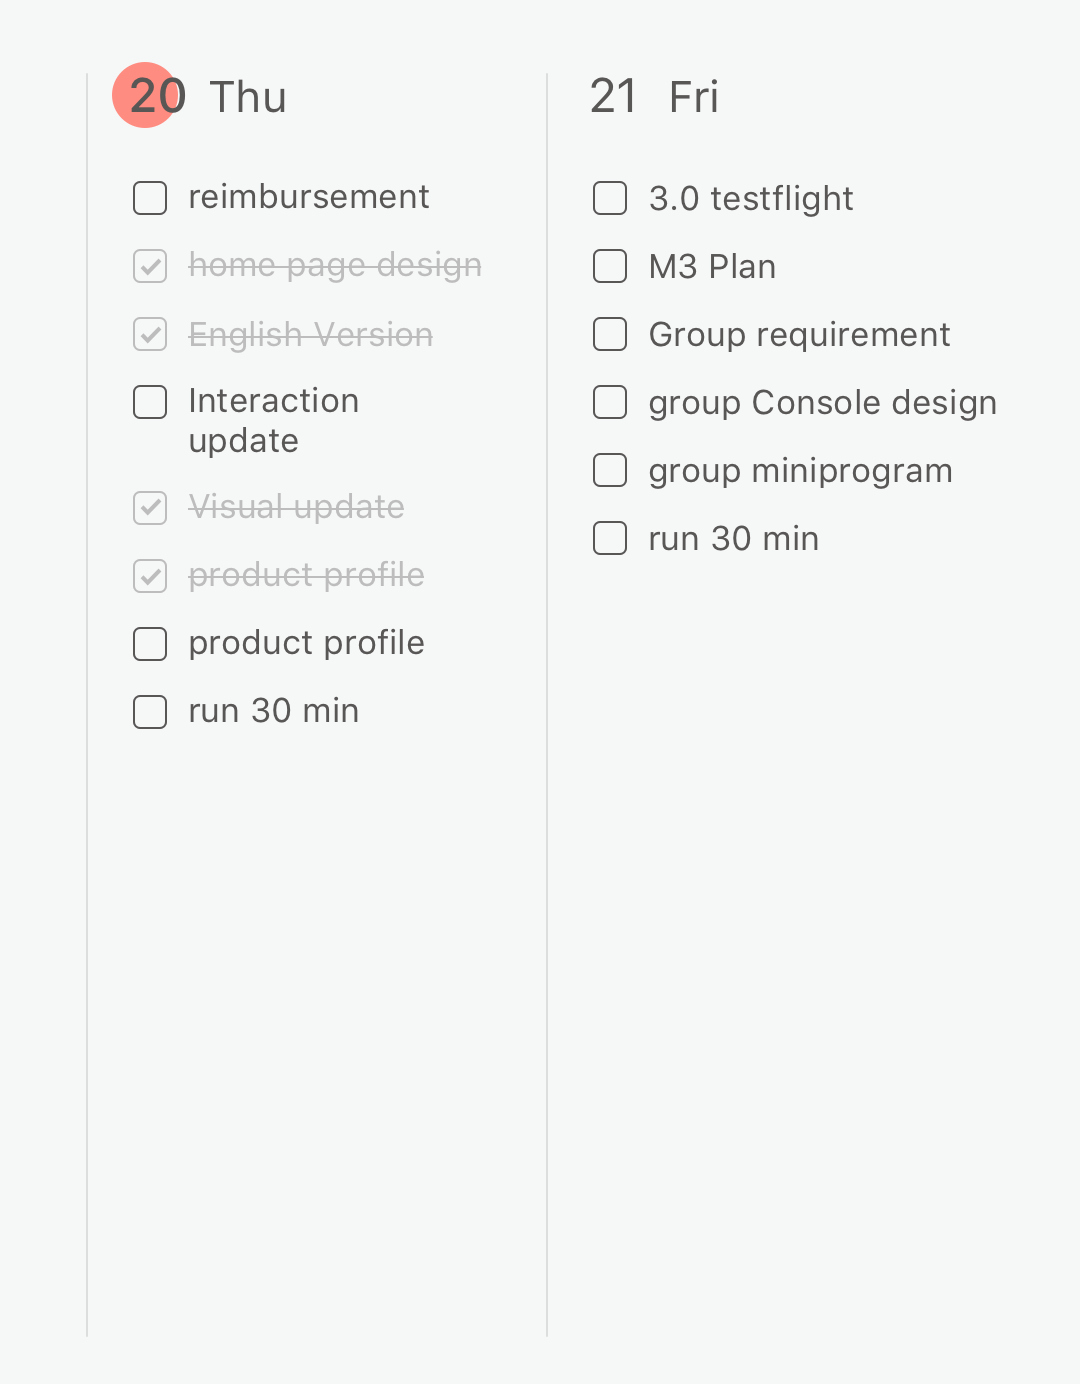 20 Thu
reimbursement
home page design
English Version
Interaction
update
Visual update
product profile
product profile
run 30 min
21 Fri
3.0 testflight
M3 Plan
Group requirement
group Console design
group miniprogram
run 30 min